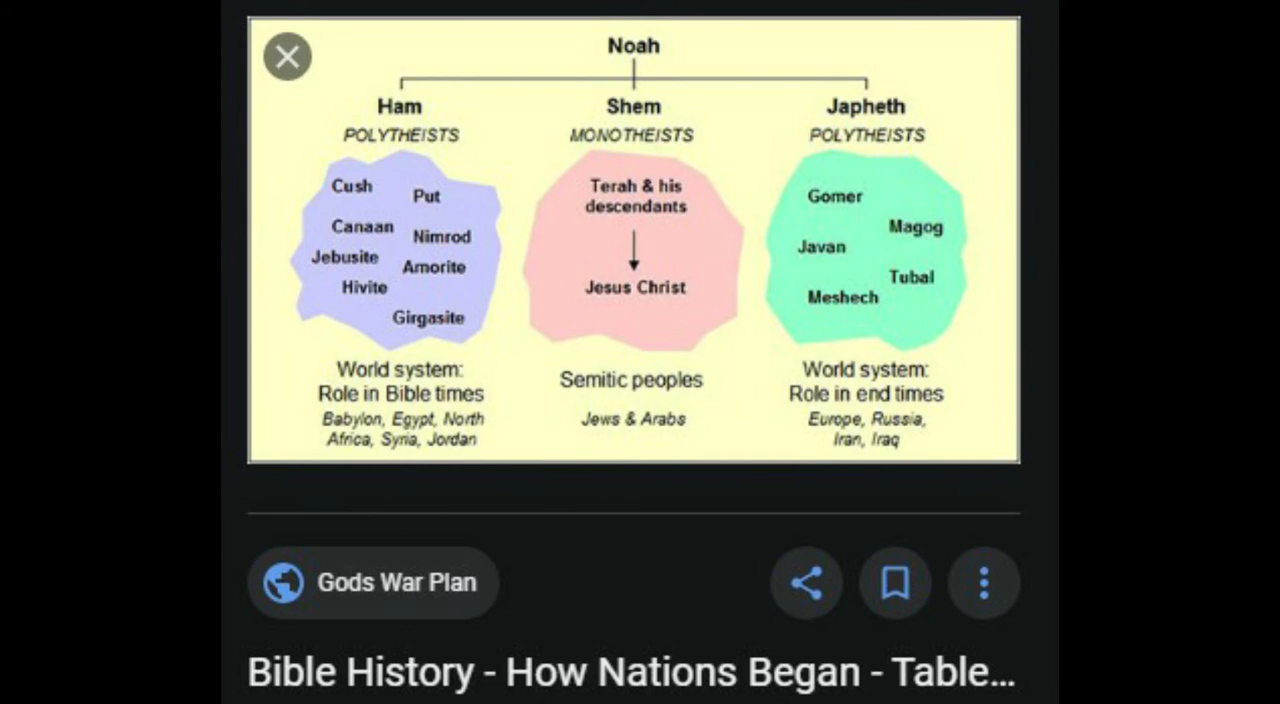 Noah
Ham
Shem
Japheth
POLYTHEISTS
MONOTHEISTS
POLYTHEISTS
Cush
Put
Canaan
Nimrod
Jebusite
Amorite
Hivite
Girgasite
Terah & his
descendants
Jesus Christ
Gomer
Magog
Javan
Tubal
Meshech
World system:
Role in Bible times
Babylon, Egypt, North
Africa, Syria, Jordan
Semitic peoples
Jews & Arabs
World system:
Role in end times
Europe, Russia,
Iran, Iraq
Gods War Plan
Bible History - How Nations Began - Table...